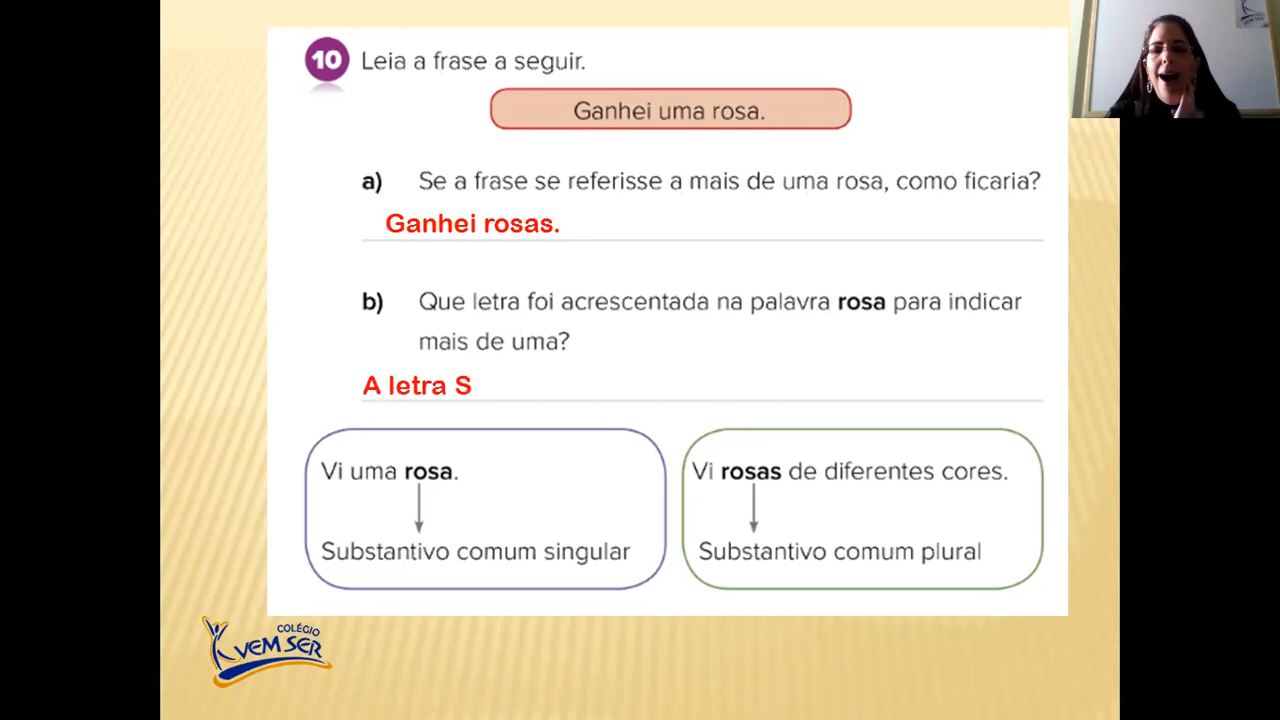 10 Leia a frase a seguir.
Ganhei uma rosa.
a) Se a frase se referisse a mais de uma rosa, como ficaria?
Ganhei rosas.
b) Que letra foi acrescentada na palavra rosa para indicar
mais de uma?
A letra S
Vi uma rosa.
Substantivo comum singular
Vi rosas de diferentes cores.
Substantivo comum plural
COLÉGIO
VEM SER